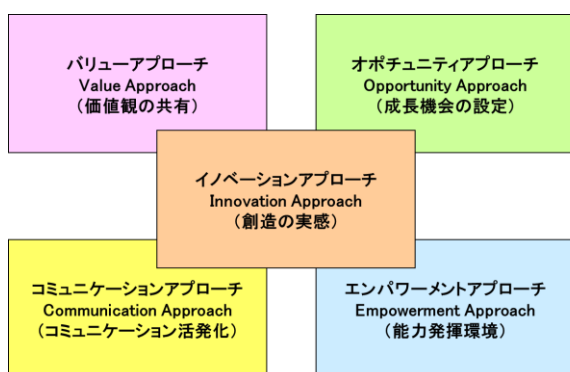 バリューアプローチ
Value Approach
（価値観の共有）
オポチュニティアプローチ
Opportunity Approach
（成長機会の設定）
イノベーションアプローチ
Innovation Approach
（創造の実感）
コミュニケーションアプローチ
Communication Approach
（コミュニケーション活発化）
エンパワーメントアプローチ
Empowerment Approach
（能力発揮環境）